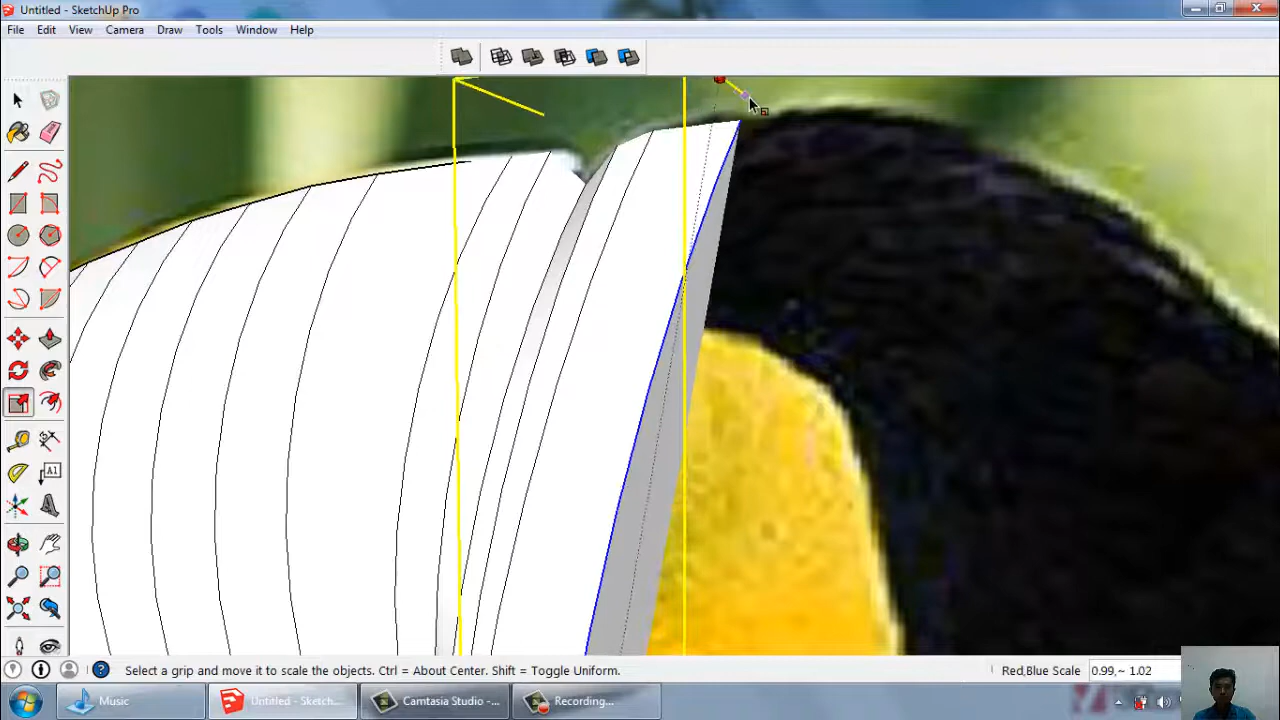 Untitled - SketchUp Pro
File Edit View Camera Draw Tools Window Help
A1
Select a grip and move it to scale the objects. Ctrl = About Center. Shift = Toggle Uniform.
Red,Blue Scale 0.99,~ 1.02
Music Untitled - Sketch... Camtasia Studio -... Recording...